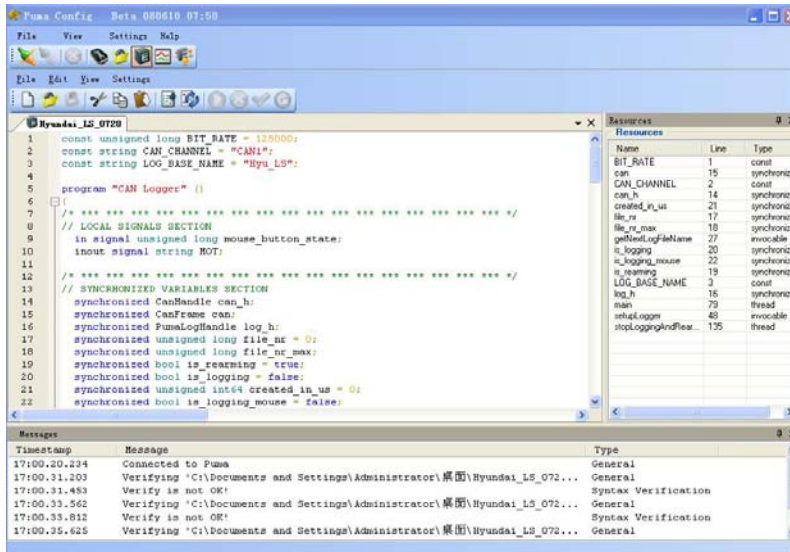 Puma Config Beta 080610 07:50
File View Settings Help
File Edit View Settings
Hyundai_LS_0720
1 const unsigned long BIT_RATE = 125000;
2 const string CAN_CHANNEL = "CAN1";
3 const string LOG_BASE_NAME = "Hyu_LS";
4
5 program "CAN Logger" ()
6 {
7 /* *** *** *** *** *** *** *** *** *** *** *** *** *** *** *** *** */
8 // LOCAL SIGNALS SECTION
9 in signal unsigned long mouse_button_state;
10 inout signal string MOT;
11
12 /* *** *** *** *** *** *** *** *** *** *** *** *** *** *** *** *** */
13 // SYNCRHONIZED VARIABLES SECTION
14 synchronized CanHandle can_h;
15 synchronized CanFrame can;
16 synchronized PumaLogHandle log_h;
17 synchronized unsigned long file_nr = 0;
18 synchronized unsigned long file_nr_max;
19 synchronized bool is_rearming = true;
20 synchronized bool is_logging = false;
21 synchronized unsigned int64 created_in_us = 0;
22 synchronized bool is_logging_mouse = false;
Resources
Resources
Name Line Type
BIT_RATE 1 const
can 15 synchroniz
CAN_CHANNEL 2 const
can_h 14 synchroniz
created_in_us 21 synchroniz
file_nr 17 synchroniz
file_nr_max 18 synchroniz
getNextLogFileName 27 invocable
is_logging 20 synchroniz
is_logging_mouse 22 synchroniz
is_rearming 19 synchroniz
LOG_BASE_NAME 3 const
log_h 16 synchroniz
main 79 thread
setupLogger 48 invocable
stopLoggingAndRear... 135 thread
Messages
Timestamp Message Type
17:00.20.234 Connected to Puma General
17:00.31.203 Verifying 'C:\Documents and Settings\Administrator\桌面\Hyundai_LS_072... General
17:00.31.453 Verify is not OK! Syntax Verification
17:00.33.562 Verifying 'C:\Documents and Settings\Administrator\桌面\Hyundai_LS_072... General
17:00.33.812 Verify is not OK! Syntax Verification
17:00.35.625 Verifying 'C:\Documents and Settings\Administrator\桌面\Hyundai_LS_072... General